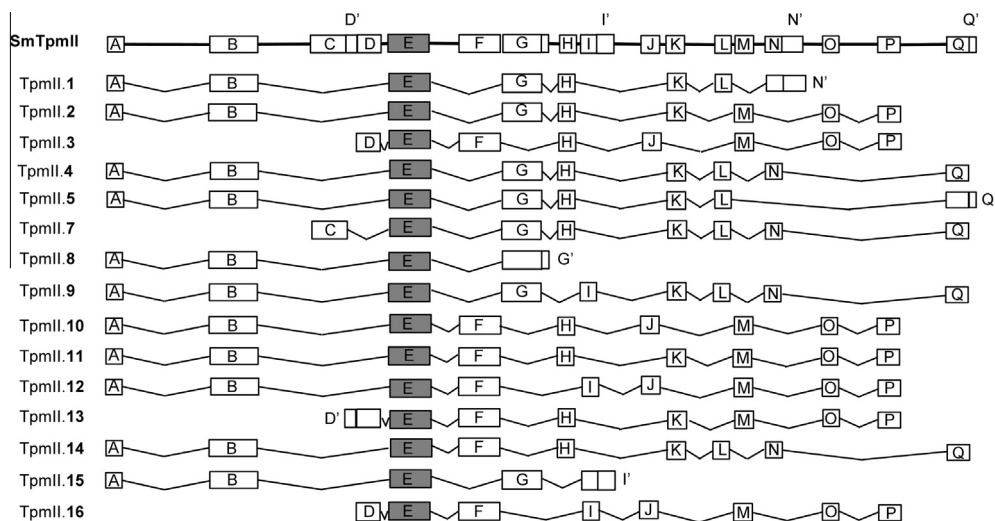 D' I' N' Q'
SmTpmII A B C D E F G H I J K L M N O P Q
TpmII.1 A B E G H K L N'
TpmII.2 A B E G H K M O P
TpmII.3 D E F H J M O P
TpmII.4 A B E G H K L N Q
TpmII.5 A B E G H K L Q
TpmII.7 C E G H K L N Q
TpmII.8 A B E G'
TpmII.9 A B E G I K L N Q
TpmII.10 A B E F H J M O P
TpmII.11 A B E F H K M O P
TpmII.12 A B E F I J M O P
TpmII.13 D' E F H K M O P
TpmII.14 A B E F H K L N Q
TpmII.15 A B E G I'
TpmII.16 D E F I J M O P